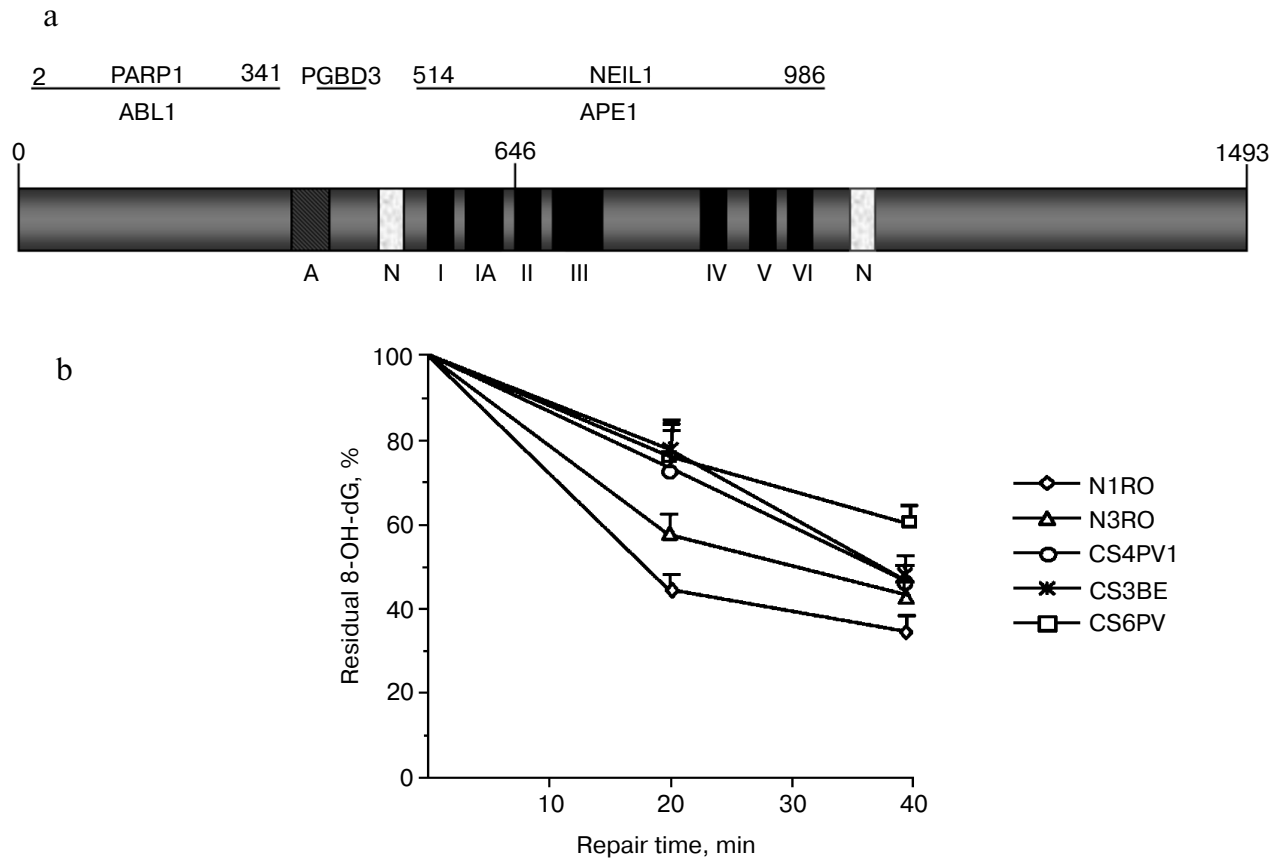 a
2 PARP1 341 PGBD3 514 NEIL1 986
ABL1 APE1
0 646 1493
A N I IA II III IV V VI N
b
Residual 8-OH-dG, %
100
80
60
40
20
0
10 20 30 40
Repair time, min
N1RO
N3RO
CS4PV1
CS3BE
CS6PV